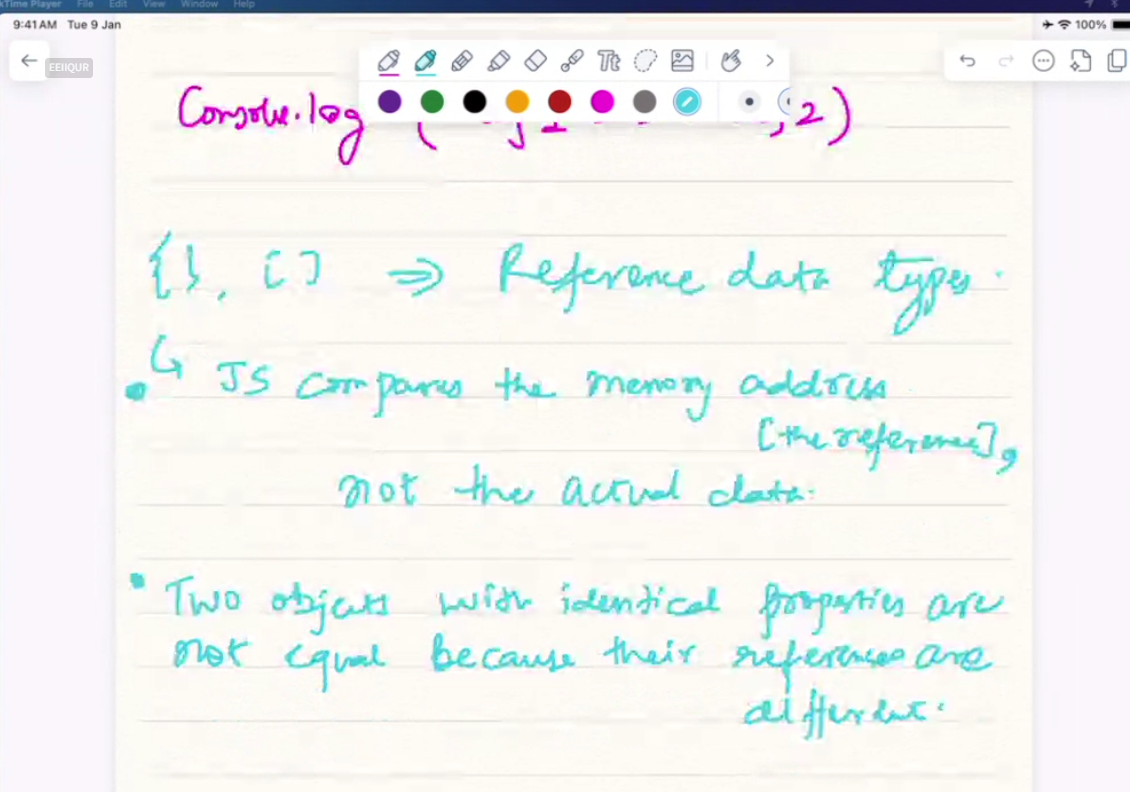 Time Player File Edit View Window Help
9:41 AM Tue 9 Jan
100%
EEIIQUR
Console.log ( , 2)
{}, [] ⇒ Reference data types.
↳ JS compares the memory address
[the reference],
not the actual data.
Two objects with identical properties are
not equal because their references are
different.